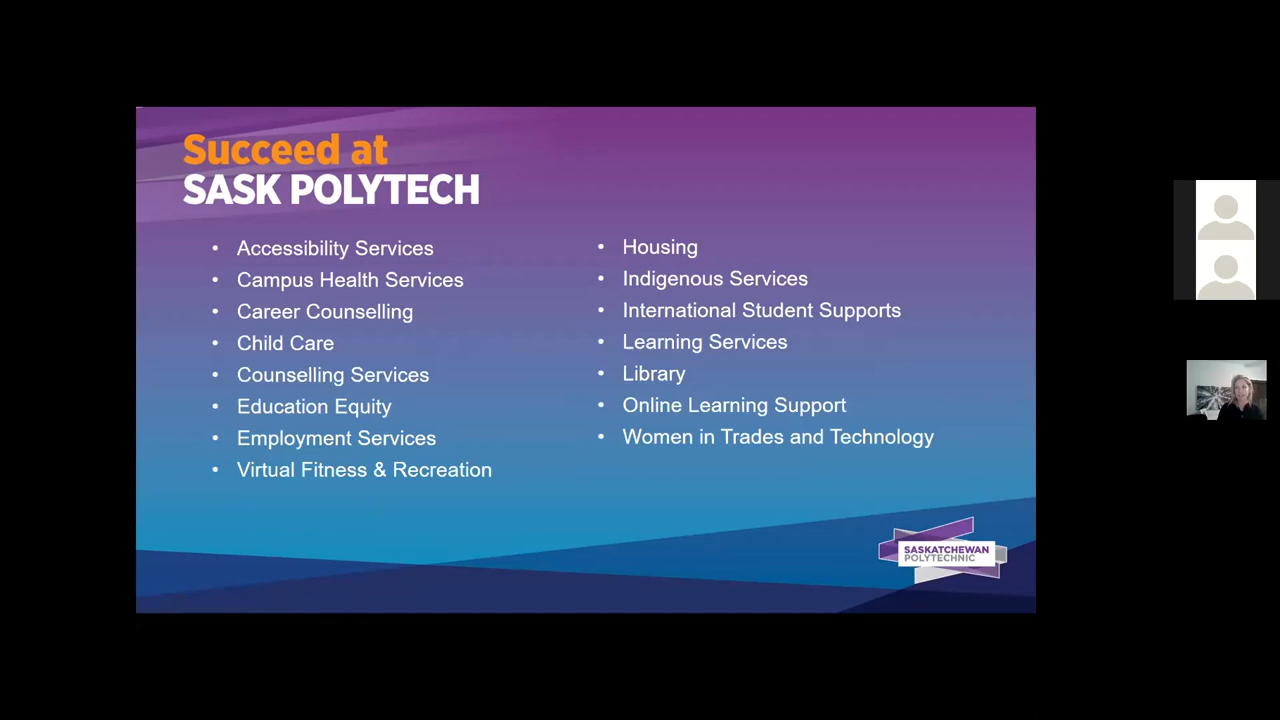 Succeed at
SASK POLYTECH
• Accessibility Services
• Campus Health Services
• Career Counselling
• Child Care
• Counselling Services
• Education Equity
• Employment Services
• Virtual Fitness & Recreation
• Housing
• Indigenous Services
• International Student Supports
• Learning Services
• Library
• Online Learning Support
• Women in Trades and Technology
SASKATCHEWAN
POLYTECHNIC